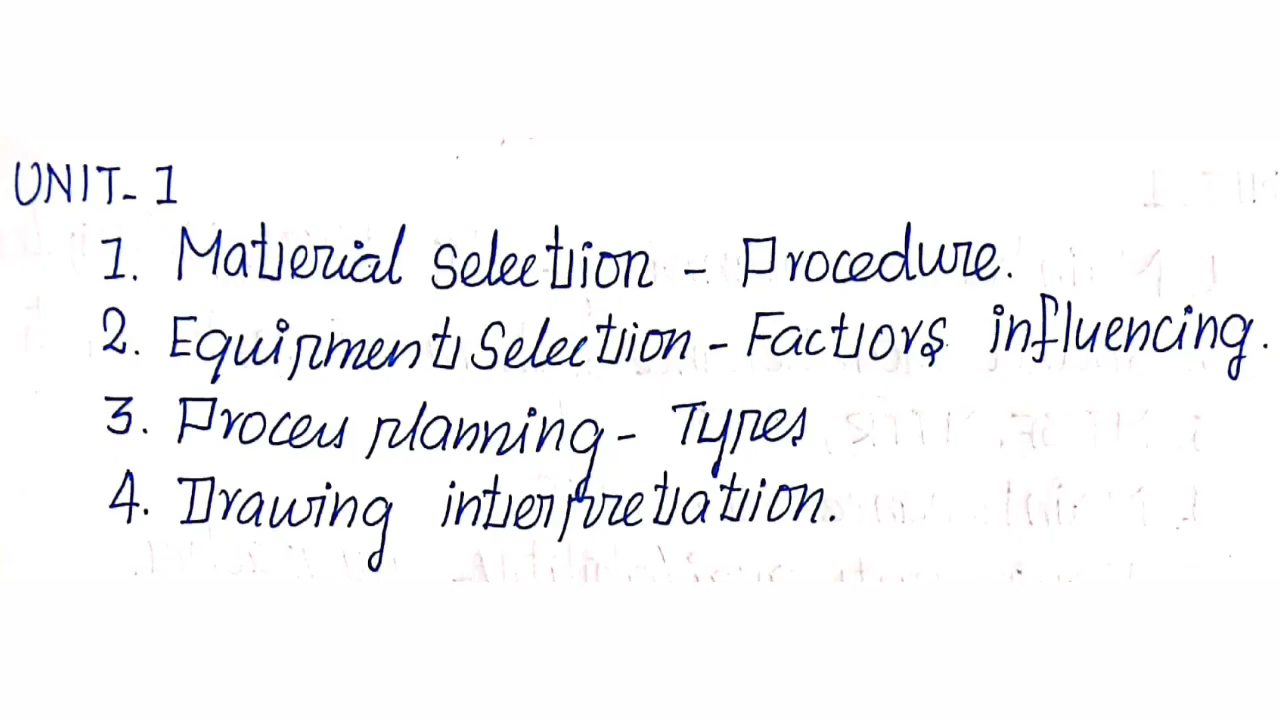 UNIT-1
1. Material selection - Procedure.
2. Equipment Selection - Factors influencing.
3. Process planning - Types
4. Drawing interpretation.